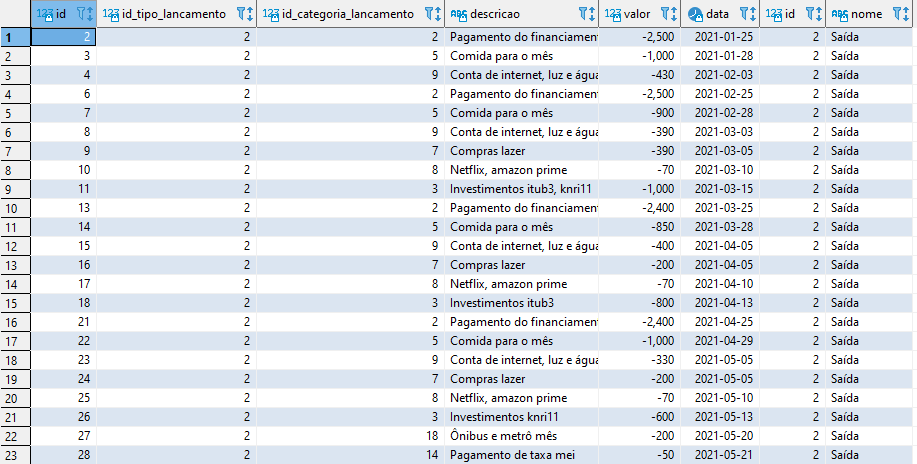 123 id 123 id_tipo_lancamento 123 id_categoria_lancamento ABC descricao 123 valor data 123 id ABC nome
1 2 2 2 Pagamento do financiamen -2,500 2021-01-25 2 Saída
2 3 2 5 Comida para o mês -1,000 2021-01-28 2 Saída
3 4 2 9 Conta de internet, luz e água -430 2021-02-03 2 Saída
4 6 2 2 Pagamento do financiamen -2,500 2021-02-25 2 Saída
5 7 2 5 Comida para o mês -900 2021-02-28 2 Saída
6 8 2 9 Conta de internet, luz e água -390 2021-03-03 2 Saída
7 9 2 7 Compras lazer -390 2021-03-05 2 Saída
8 10 2 8 Netflix, amazon prime -70 2021-03-10 2 Saída
9 11 2 3 Investimentos itub3, knri11 -1,000 2021-03-15 2 Saída
10 13 2 2 Pagamento do financiamen -2,400 2021-03-25 2 Saída
11 14 2 5 Comida para o mês -850 2021-03-28 2 Saída
12 15 2 9 Conta de internet, luz e água -400 2021-04-05 2 Saída
13 16 2 7 Compras lazer -200 2021-04-05 2 Saída
14 17 2 8 Netflix, amazon prime -70 2021-04-10 2 Saída
15 18 2 3 Investimentos itub3 -800 2021-04-13 2 Saída
16 21 2 2 Pagamento do financiamen -2,400 2021-04-25 2 Saída
17 22 2 5 Comida para o mês -1,000 2021-04-29 2 Saída
18 23 2 9 Conta de internet, luz e água -330 2021-05-05 2 Saída
19 24 2 7 Compras lazer -200 2021-05-05 2 Saída
20 25 2 8 Netflix, amazon prime -70 2021-05-10 2 Saída
21 26 2 3 Investimentos knri11 -600 2021-05-13 2 Saída
22 27 2 18 Ônibus e metrô mês -200 2021-05-20 2 Saída
23 28 2 14 Pagamento de taxa mei -50 2021-05-21 2 Saída